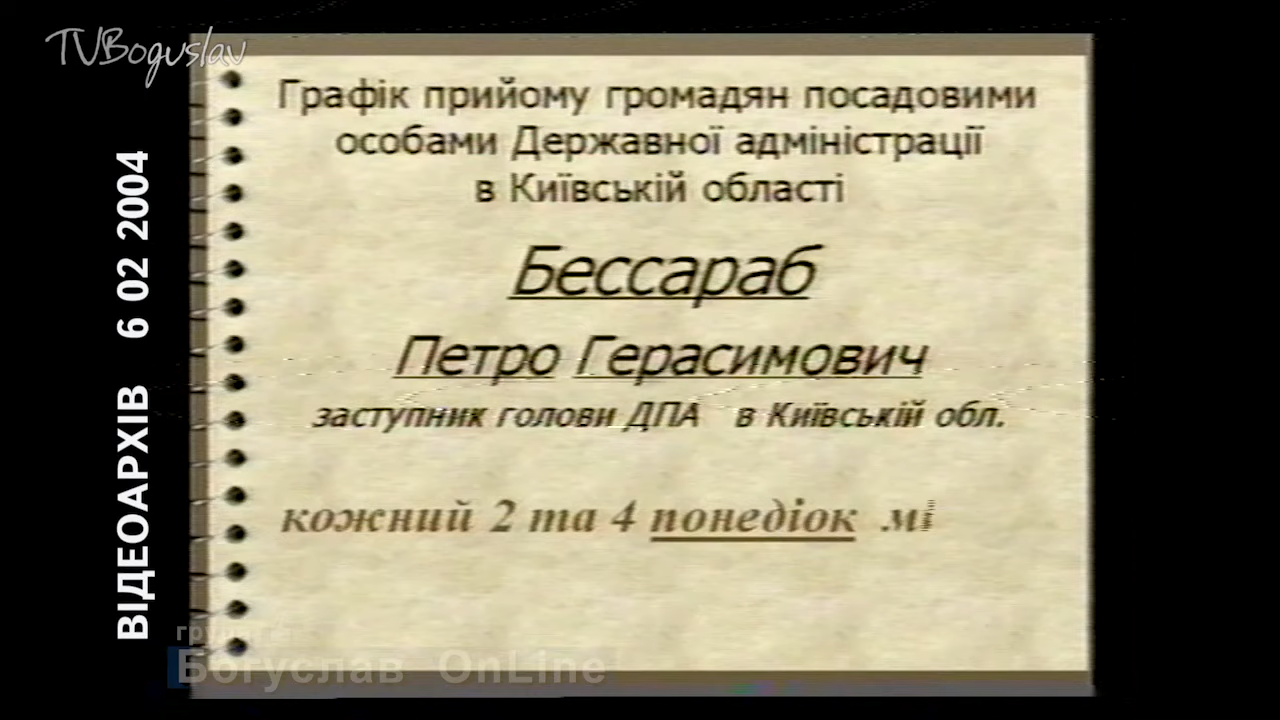 TVBoguslav
Графік прийому громадян посадовими
особами Державної адміністрації
в Київській області
Бессараб
Петро Герасимович
заступник голови ДПА в Київській обл.
кожний 2 та 4 понедіок мі
ВІДЕОАРХІВ 6 02 2004
Богуслав OnLine